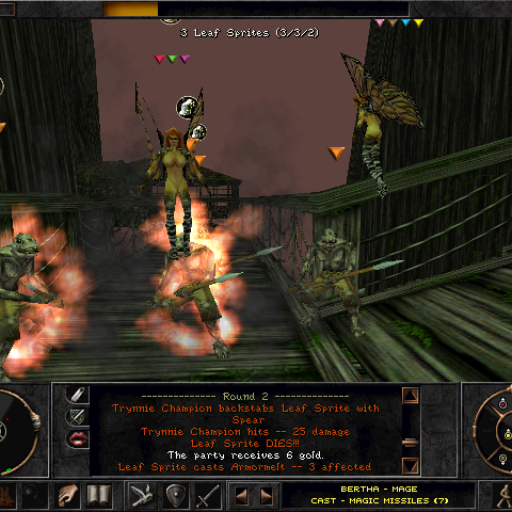 3 Leaf Sprites (3/3/2)
-------------- Round 2 --------------
Trynnie Champion backstabs Leaf Sprite with
Spear
Trynnie Champion hits -- 25 damage
Leaf Sprite DIES!!!
The party receives 6 gold.
Leaf Sprite casts Armormelt -- 3 affected
BERTHA - MAGE
CAST - MAGIC MISSILES (7)